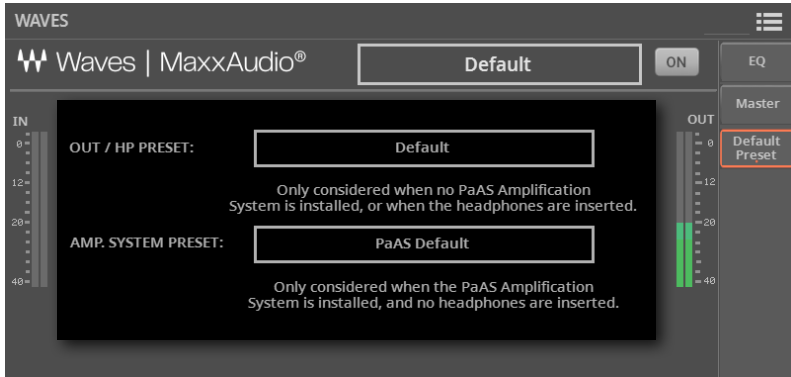 WAVES
Waves | MaxxAudio®
Default
ON
EQ
Master
Default
Preset
IN
0
12
20
40
OUT
0
12
20
40
OUT / HP PRESET:
Default
Only considered when no PaAS Amplification
System is installed, or when the headphones are inserted.
AMP. SYSTEM PRESET:
PaAS Default
Only considered when the PaAS Amplification
System is installed, and no headphones are inserted.